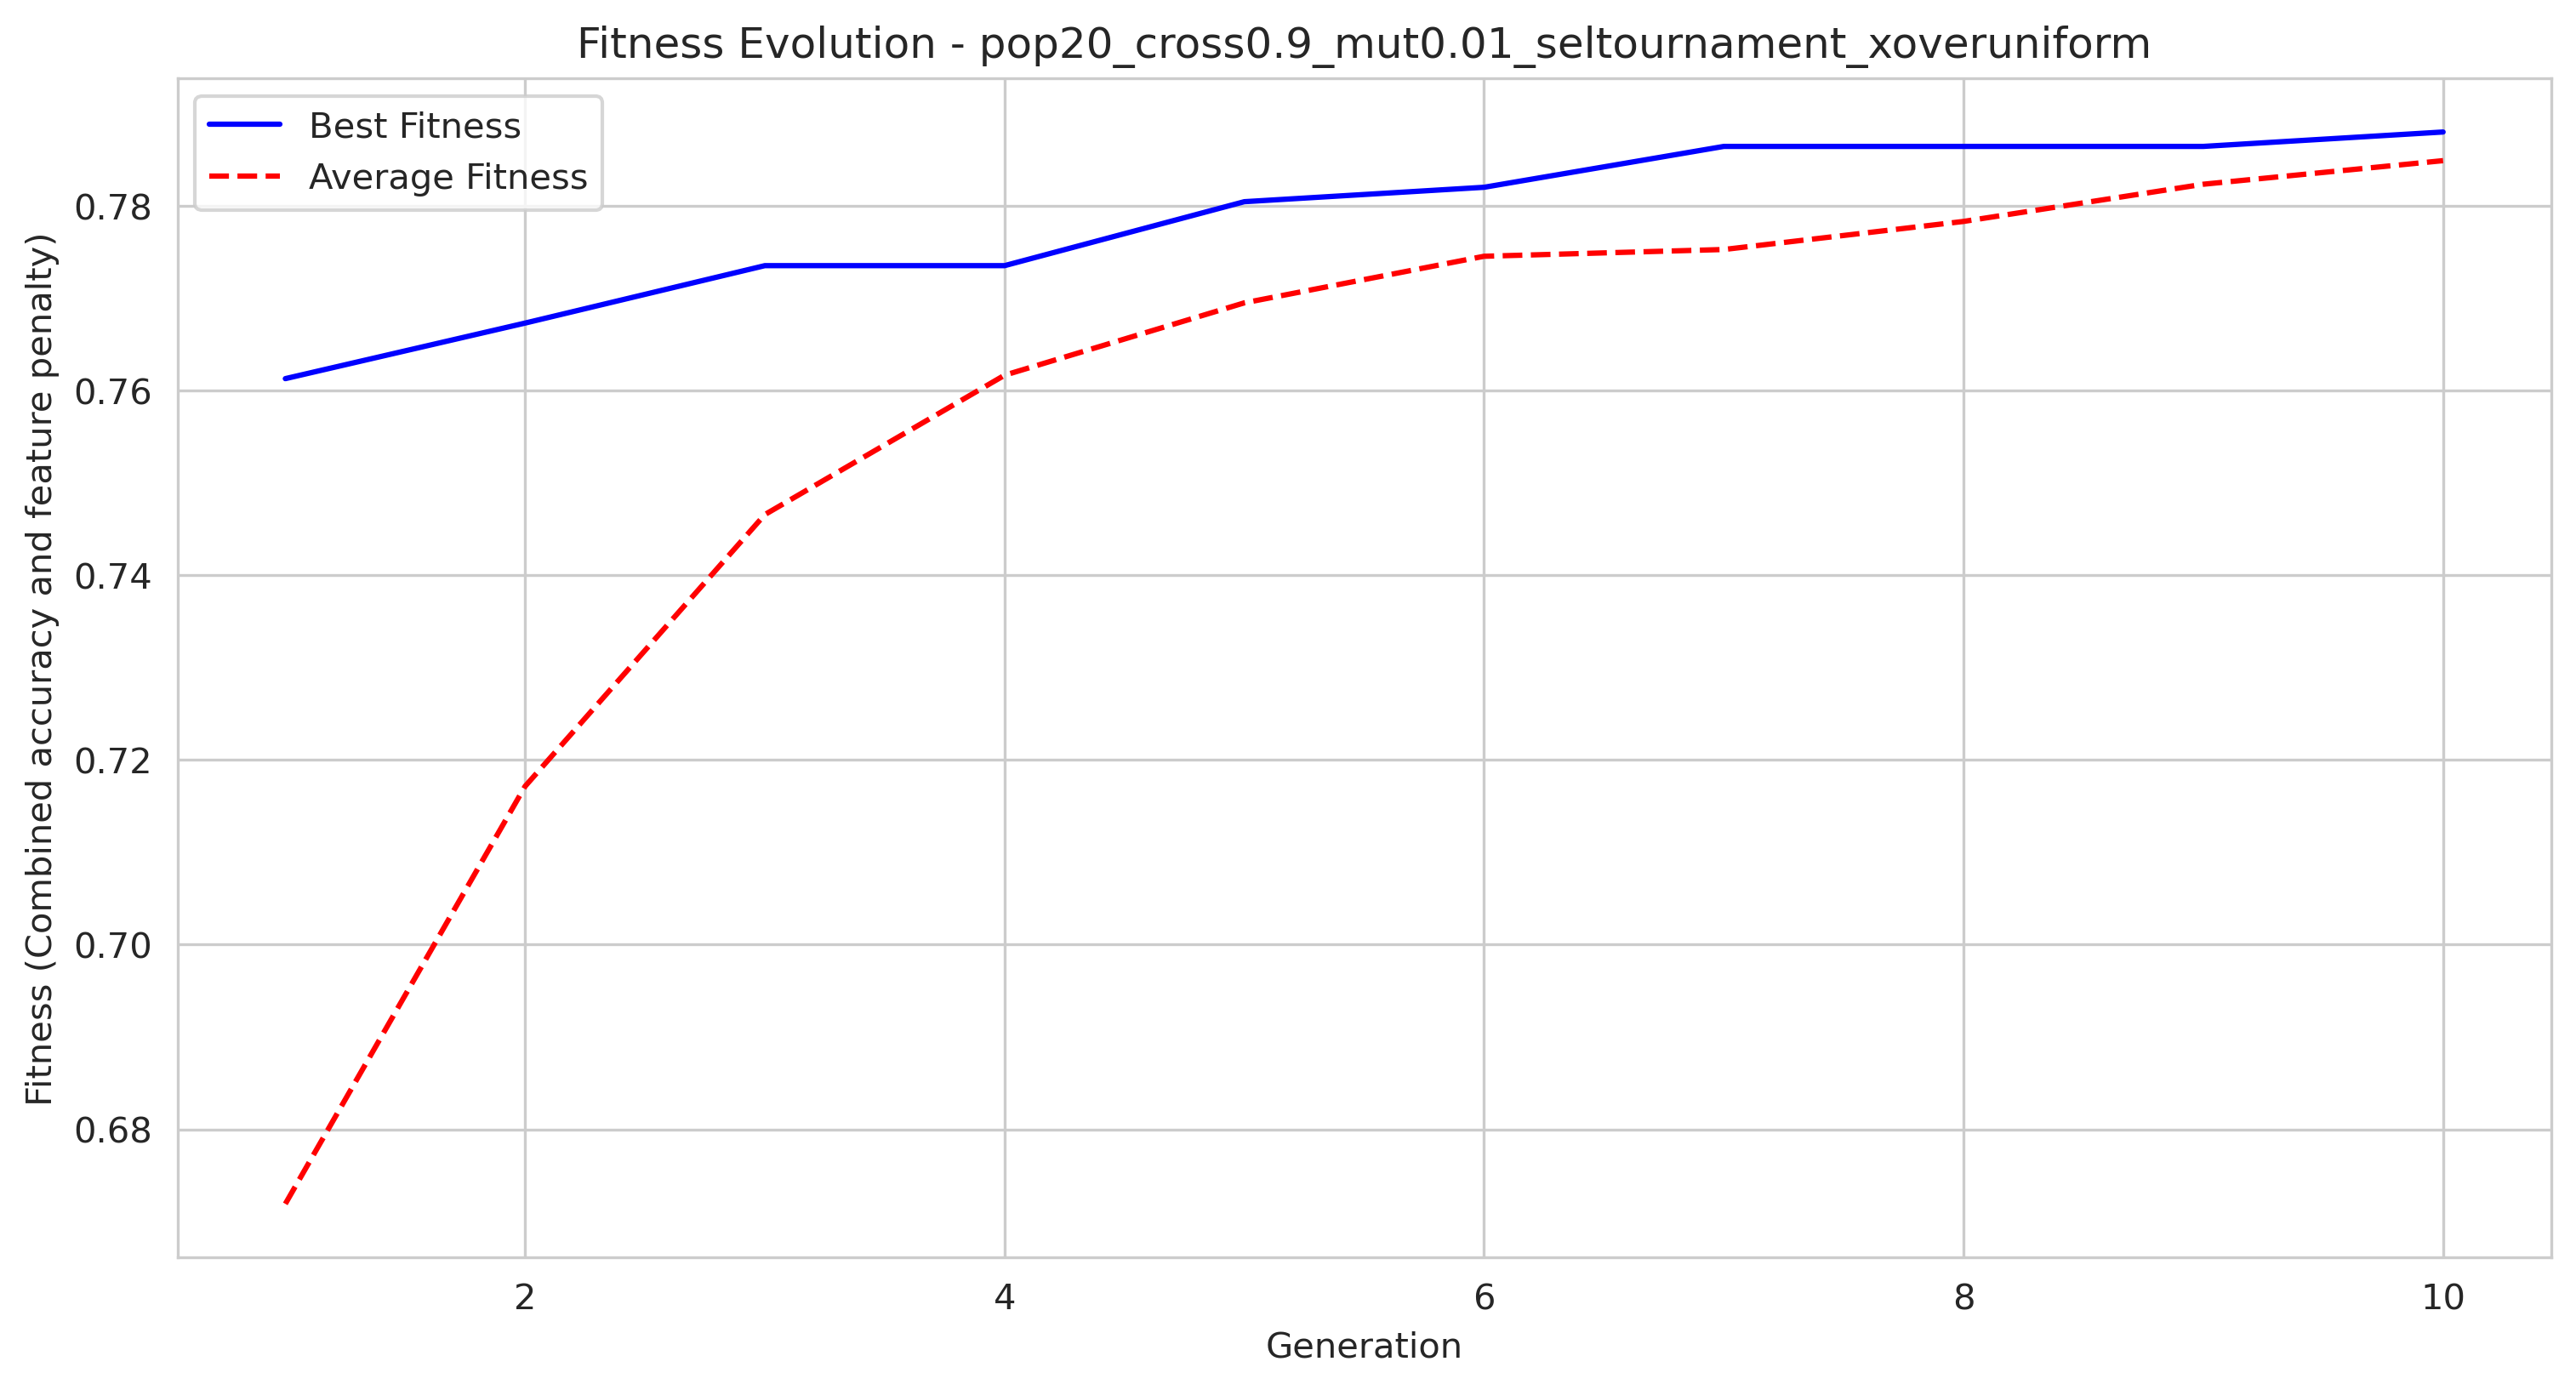 Fitness Evolution - pop20_cross0.9_mut0.01_seltournament_xoveruniform
Best Fitness
Average Fitness
Fitness (Combined accuracy and feature penalty)
0.78
0.76
0.74
0.72
0.70
0.68
2 4 6 8 10
Generation